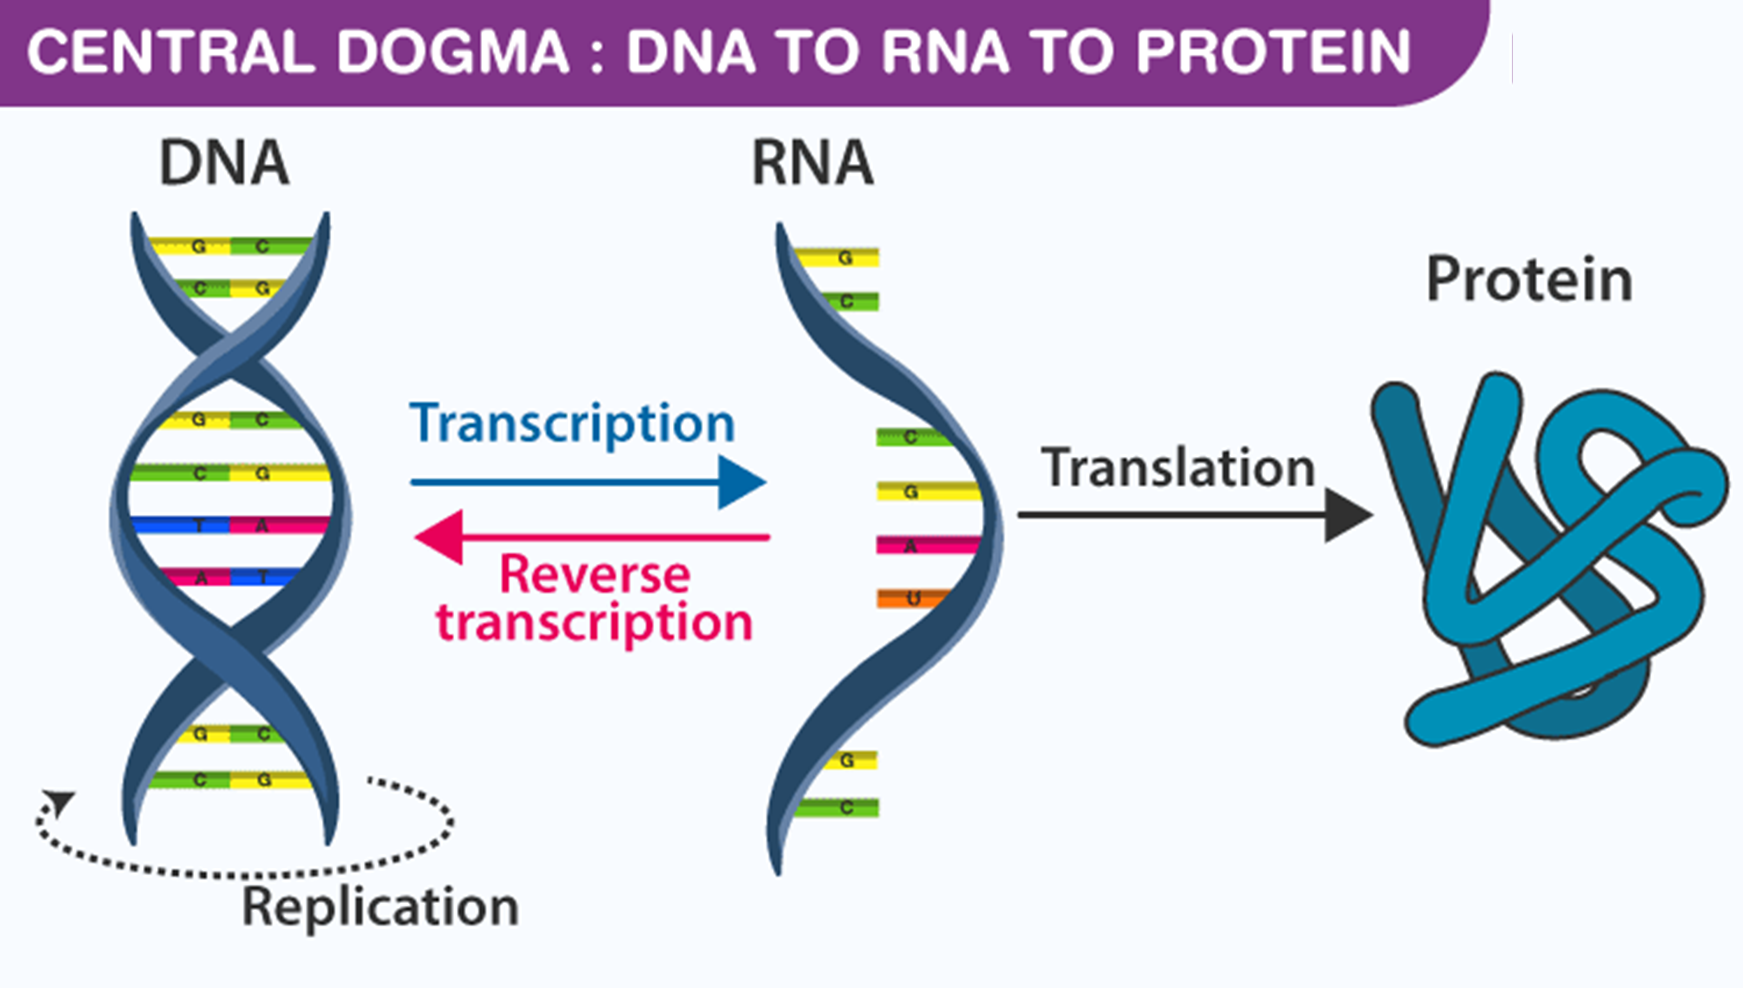 CENTRAL DOGMA : DNA TO RNA TO PROTEIN
DNA
G C
C G
G C
C G
T A
A T
G C
C G
Replication
Transcription
Reverse
transcription
RNA
G
C
C
G
A
U
G
C
Translation
Protein